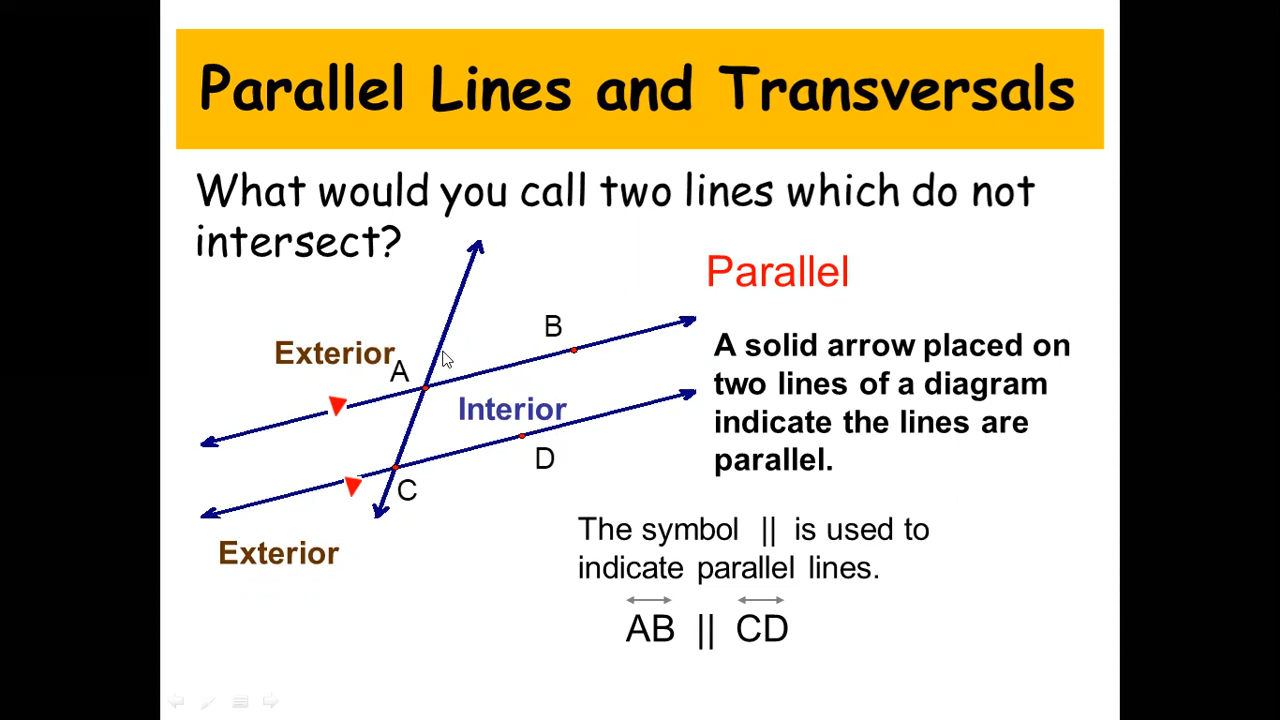 Parallel Lines and Transversals
What would you call two lines which do not
intersect?
Parallel
B
Exterior
A
Interior
D
C
Exterior
A solid arrow placed on
two lines of a diagram
indicate the lines are
parallel.
The symbol || is used to
indicate parallel lines.
AB || CD